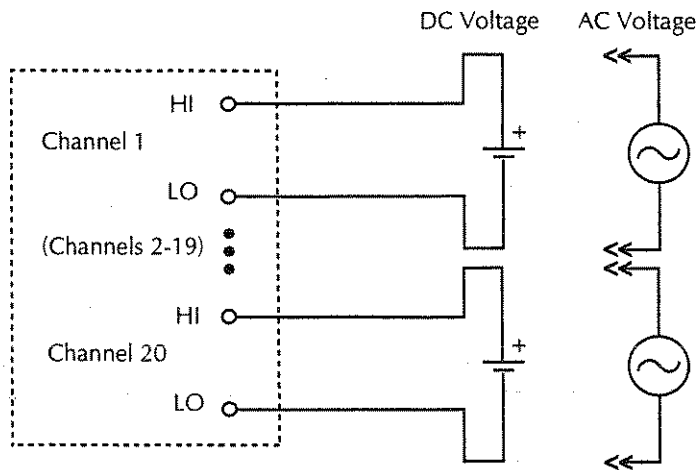 DC Voltage AC Voltage
HI
Channel 1
+
LO
(Channels 2-19)
HI
Channel 20
+
LO